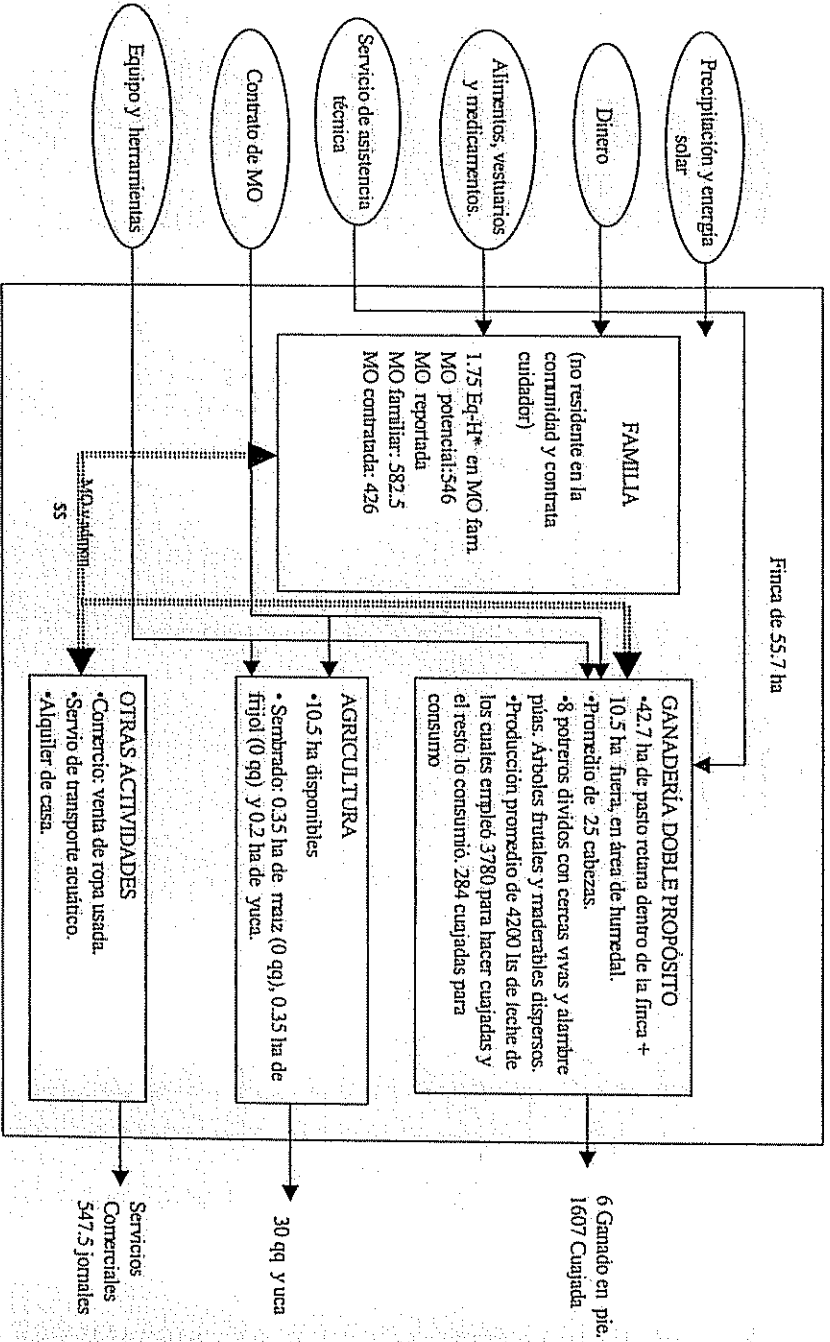 Finca de 55.7 ha
Precipitación y energía
solar
Dinero
Alimentos, vestuarios
y medicamentos.
Servicio de asistencia
técnica
Contrato de MO
Equipo y herramientas
FAMILIA
(no residente en la
comunidad y contrata
cuidador)
1.75 Eq-H* en MO fam.
MO potencial:546
MO reportada
MO familiar: 582.5
MO contratada: 426
MO y admon
$$
GANADERÍA DOBLE PROPÓSITO
•42.7 ha de pasto retana dentro de la finca +
10.5 ha fuera, en área de humedal.
•Promedio de 25 cabezas.
•8 potreros dividos con cercas vivas y alambre
púas. Árboles frutales y maderables dispersos.
•Producción promedio de 4200 lts de leche de
los cuales empleó 3780 para hacer cuajadas y
el resto lo consumió. 284 cuajadas para
consumo
AGRICULTURA
•10.5 ha disponibles
• Sembrado: 0.35 ha de maiz (0 qq), 0.35 ha de
frijol (0 qq) y 0.2 ha de yuca.
OTRAS ACTIVIDADES
•Comercio: venta de ropa usada.
•Servio de transporte acuático.
•Alquiler de casa.
6 Ganado en pie.
1607 Cuajada
30 qq yuca
Servicios
Comerciales
547.5 jornales